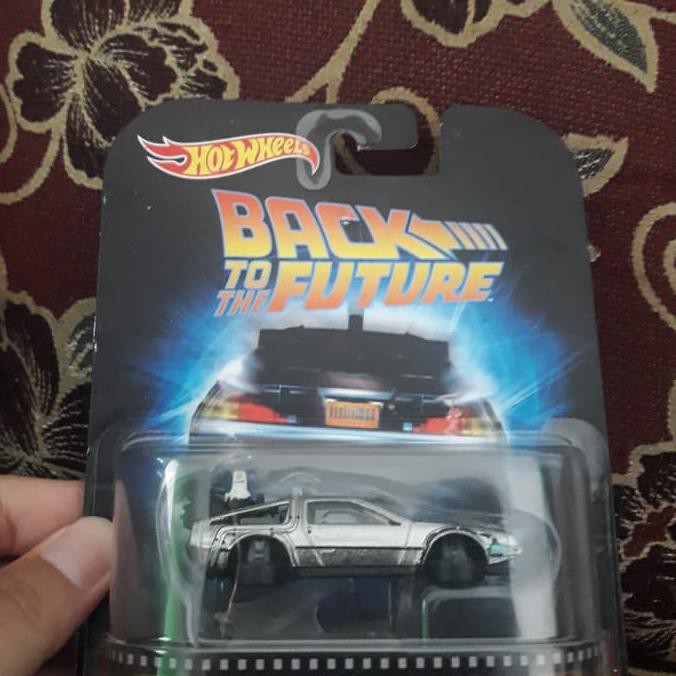 HOT WHEELS
BACK
TO
THE FUTURE